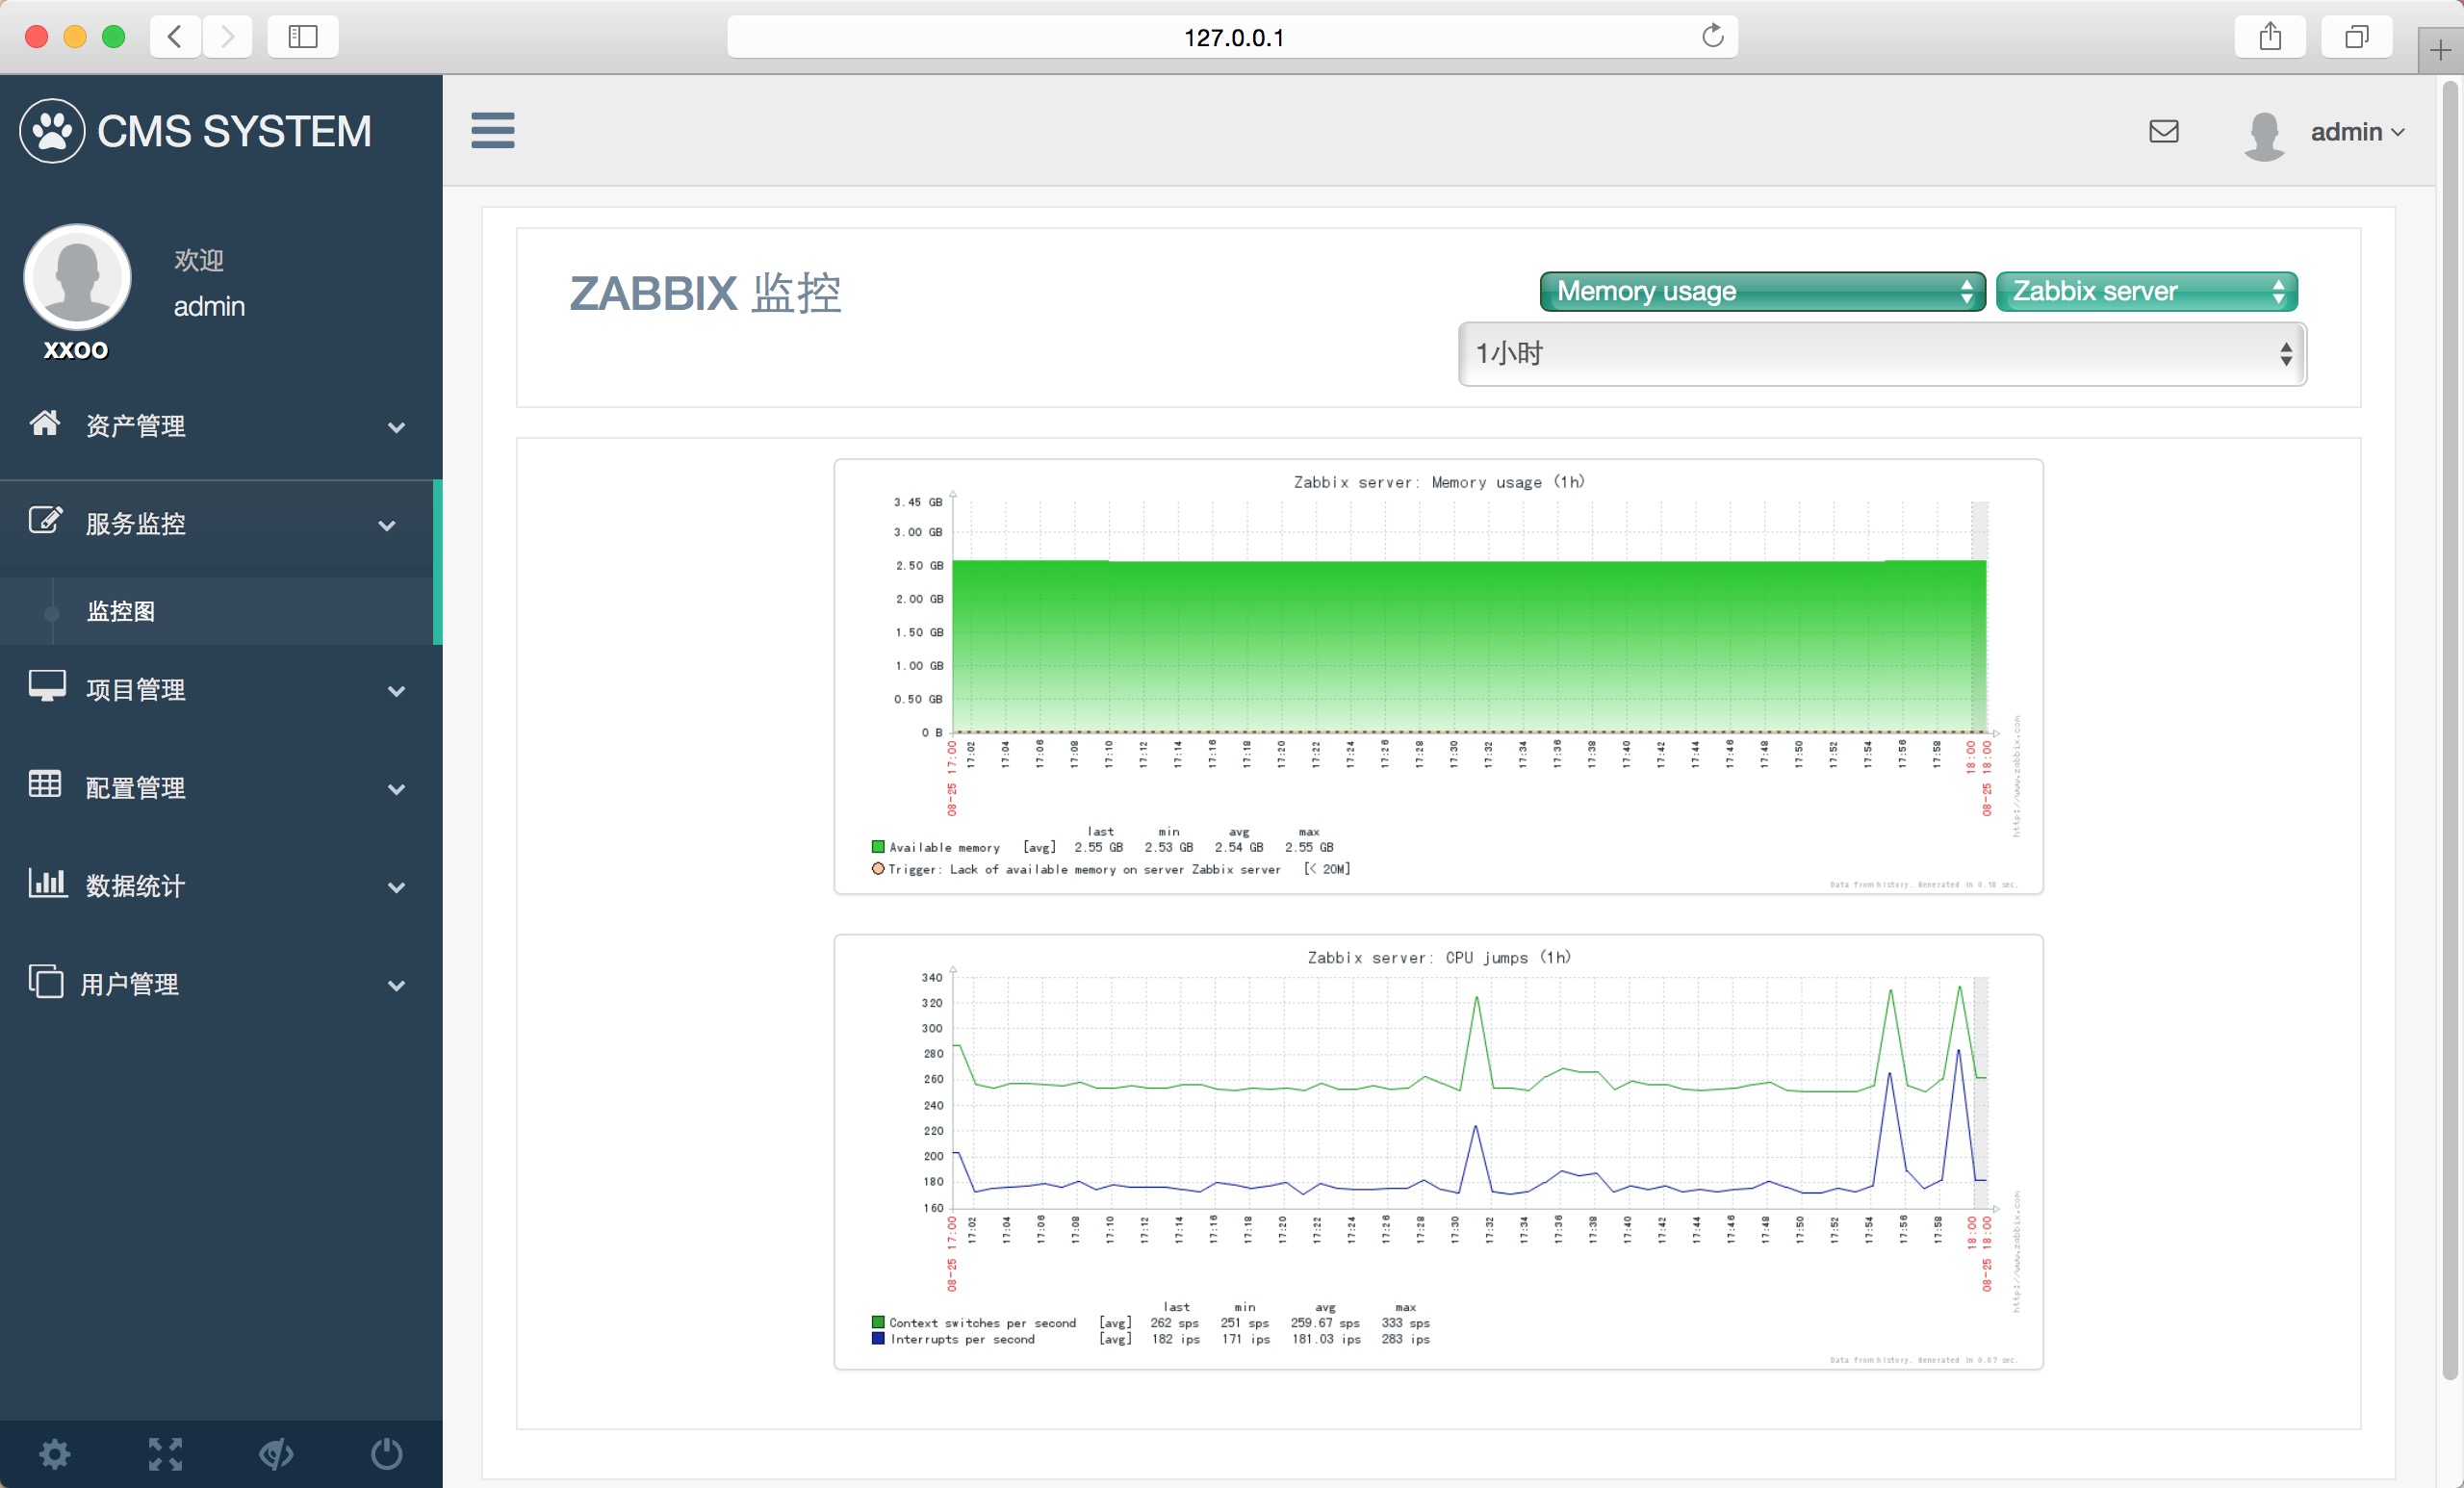 127.0.0.1
CMS SYSTEM
admin
欢迎
admin
xxoo
资产管理
服务监控
监控图
项目管理
配置管理
数据统计
用户管理
ZABBIX 监控
Memory usage
Zabbix server
1小时
Zabbix server: Memory usage (1h)
3.45 GB
3.00 GB
2.50 GB
2.00 GB
1.50 GB
1.00 GB
0.50 GB
0 B
08-25 17:00 17:02 17:04 17:06 17:08 17:10 17:12 17:14 17:16 17:18 17:20 17:22 17:24 17:26 17:28 17:30 17:32 17:34 17:36 17:38 17:40 17:42 17:44 17:46 17:48 17:50 17:52 17:54 17:56 17:58 18:00 08-25 18:00
http://www.zabbix.com
last min avg max
Available memory [avg] 2.55 GB 2.53 GB 2.54 GB 2.55 GB
Trigger: Lack of available memory on server Zabbix server [< 20M]
Data from history. Generated in 0.18 sec.
Zabbix server: CPU jumps (1h)
340
320
300
280
260
240
220
200
180
160
08-25 17:00 17:02 17:04 17:06 17:08 17:10 17:12 17:14 17:16 17:18 17:20 17:22 17:24 17:26 17:28 17:30 17:32 17:34 17:36 17:38 17:40 17:42 17:44 17:46 17:48 17:50 17:52 17:54 17:56 17:58 18:00 08-25 18:00
http://www.zabbix.com
last min avg max
Context switches per second [avg] 262 sps 251 sps 259.67 sps 333 sps
Interrupts per second [avg] 182 ips 171 ips 181.03 ips 283 ips
Data from history. Generated in 0.07 sec.